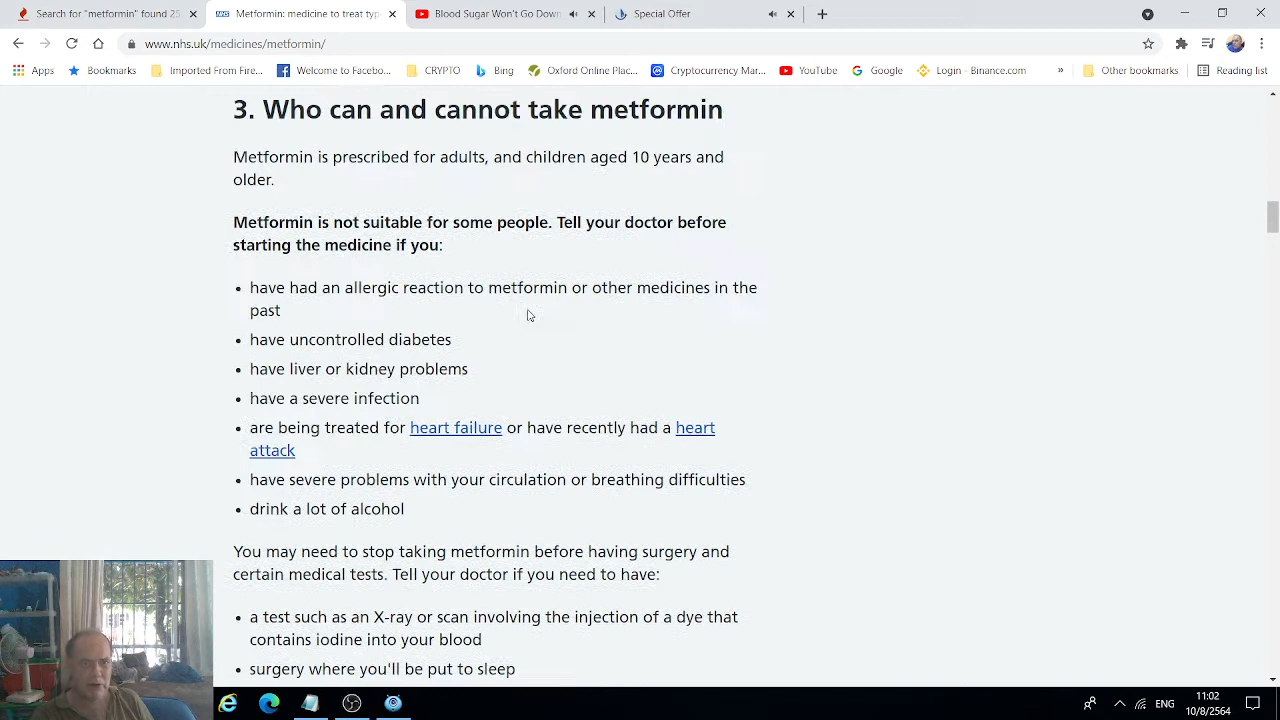 Search for "metformin" found 25
Metformin: medicine to treat typ
Blood Sugar Won't Go Down
Special Offer
www.nhs.uk/medicines/metformin/
Apps
Bookmarks
Imported From Fire...
Welcome to Facebo...
CRYPTO
Bing
Oxford Online Plac...
Cryptocurrency Mar...
YouTube
Google
Login - Binance.com
»
Other bookmarks
Reading list
3. Who can and cannot take metformin
Metformin is prescribed for adults, and children aged 10 years and
older.
Metformin is not suitable for some people. Tell your doctor before
starting the medicine if you:
• have had an allergic reaction to metformin or other medicines in the
past
• have uncontrolled diabetes
• have liver or kidney problems
• have a severe infection
• are being treated for heart failure or have recently had a heart
attack
• have severe problems with your circulation or breathing difficulties
• drink a lot of alcohol
You may need to stop taking metformin before having surgery and
certain medical tests. Tell your doctor if you need to have:
• a test such as an X-ray or scan involving the injection of a dye that
contains iodine into your blood
• surgery where you'll be put to sleep
ENG
11:02
10/8/2564